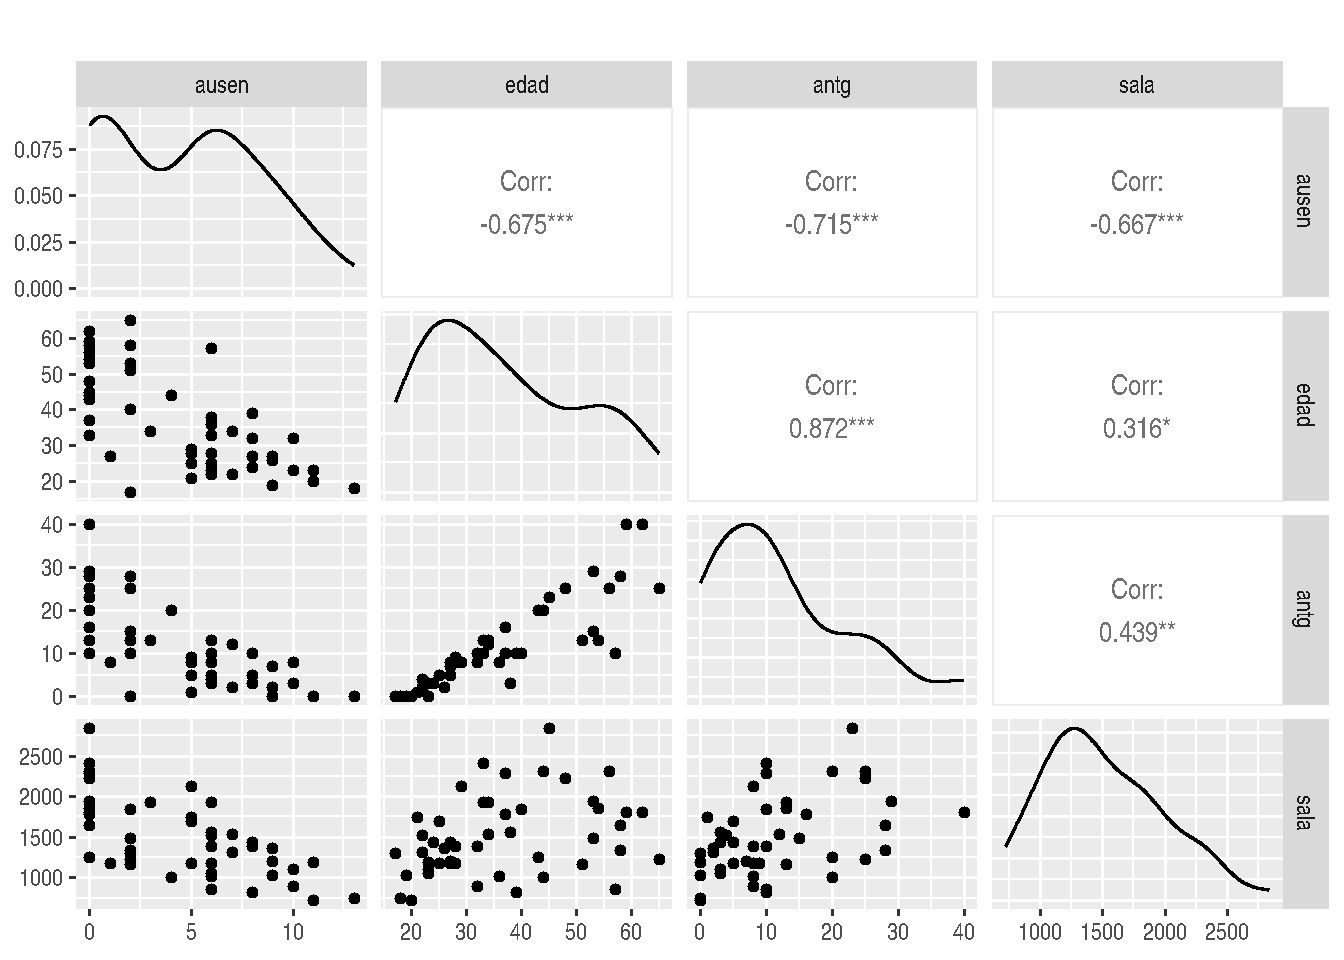 ausen edad antg sala
0.075
0.050
0.025
0.000
Corr:
-0.675***
Corr:
-0.715***
Corr:
-0.667***
ausen
60
50
40
30
20
Corr:
0.872***
Corr:
0.316*
edad
40
30
20
10
0
Corr:
0.439**
antg
2500
2000
1500
1000
sala
0 5 10 20 30 40 50 60 0 10 20 30 40 1000 1500 2000 2500